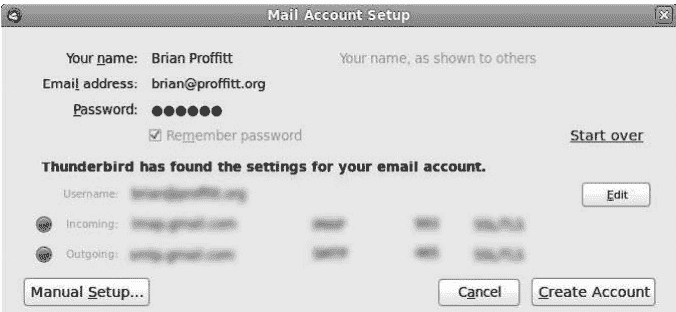 Mail Account Setup
Your name: Brian Proffitt Your name, as shown to others
Email address: brian@proffitt.org
Password: ●●●●●●
Remember password Start over
Thunderbird has found the settings for your email account.
Username: Edit
Incoming:
Outgoing:
Manual Setup... Cancel Create Account